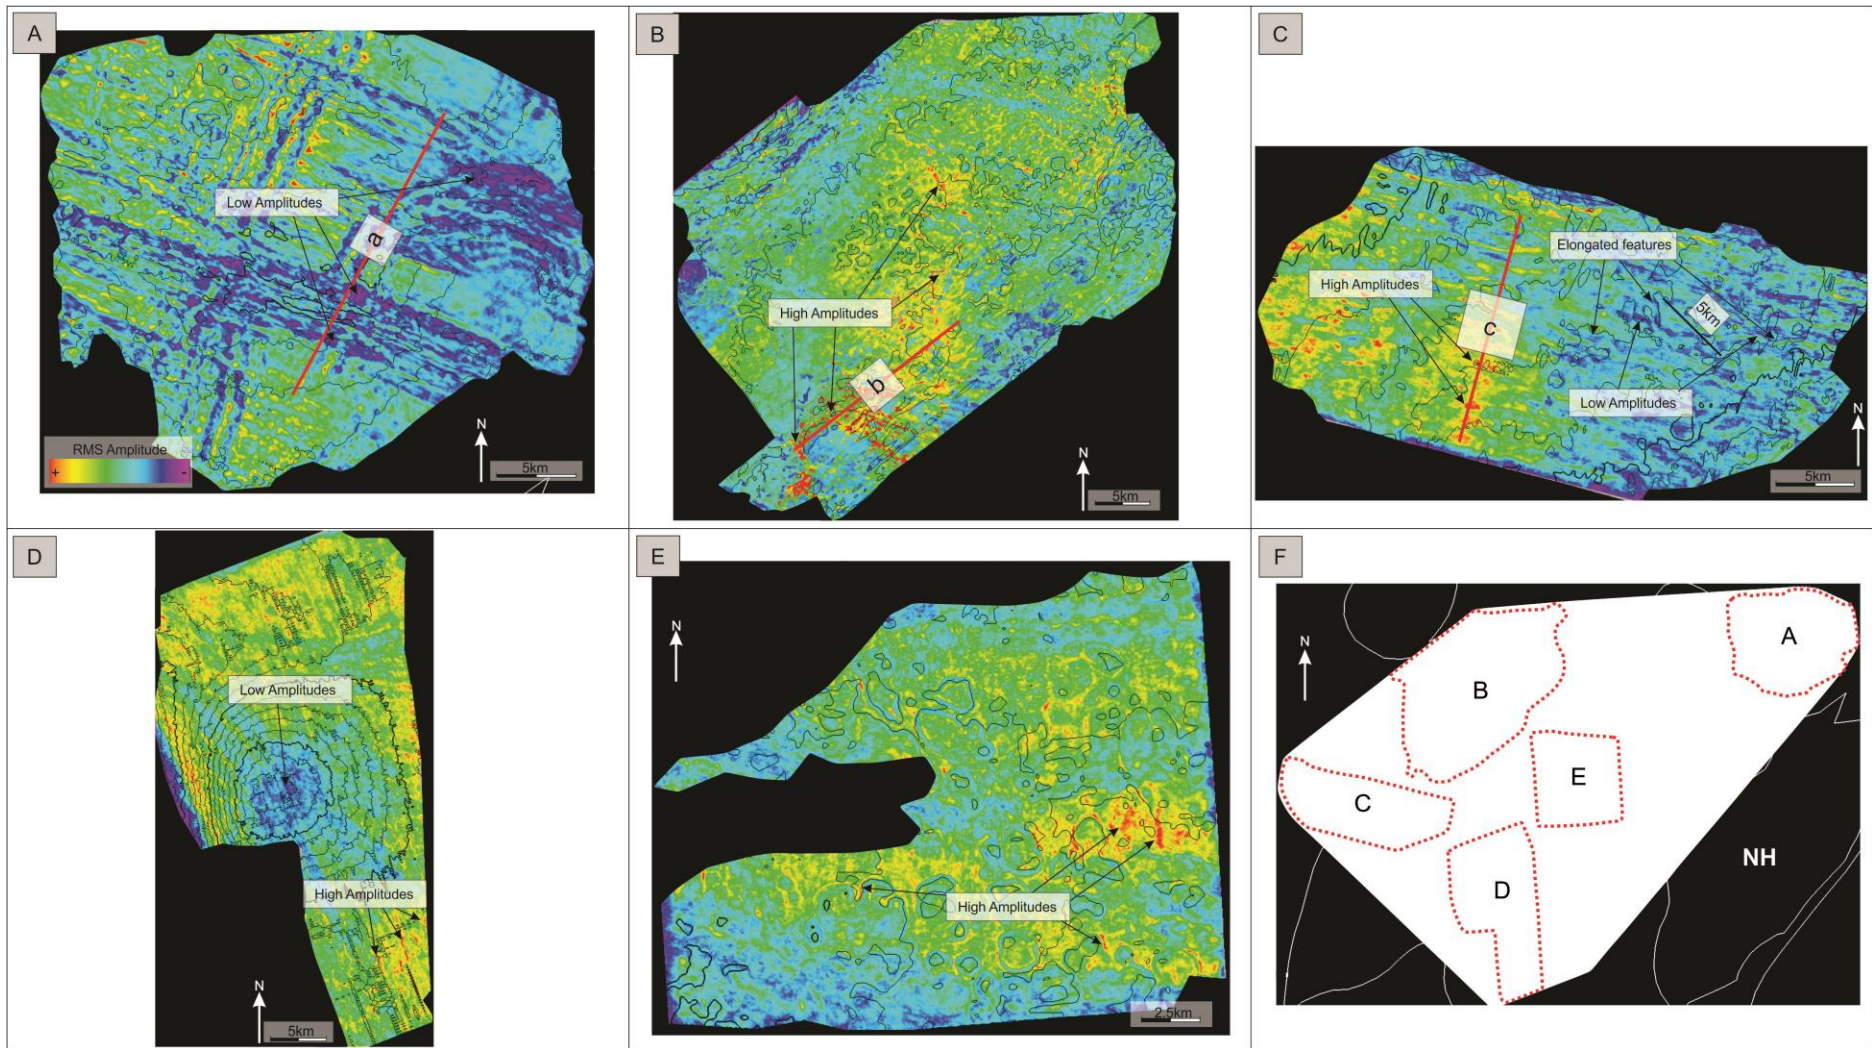 A
Low Amplitudes
a
RMS Amplitude
+ -
N
5km
B
High Amplitudes
b
N
5km
C
Elongated features
High Amplitudes
5km
c
Low Amplitudes
N
5km
D
Low Amplitudes
High Amplitudes
N
5km
E
N
High Amplitudes
2.5km
F
N
A
B
E
C
D
NH